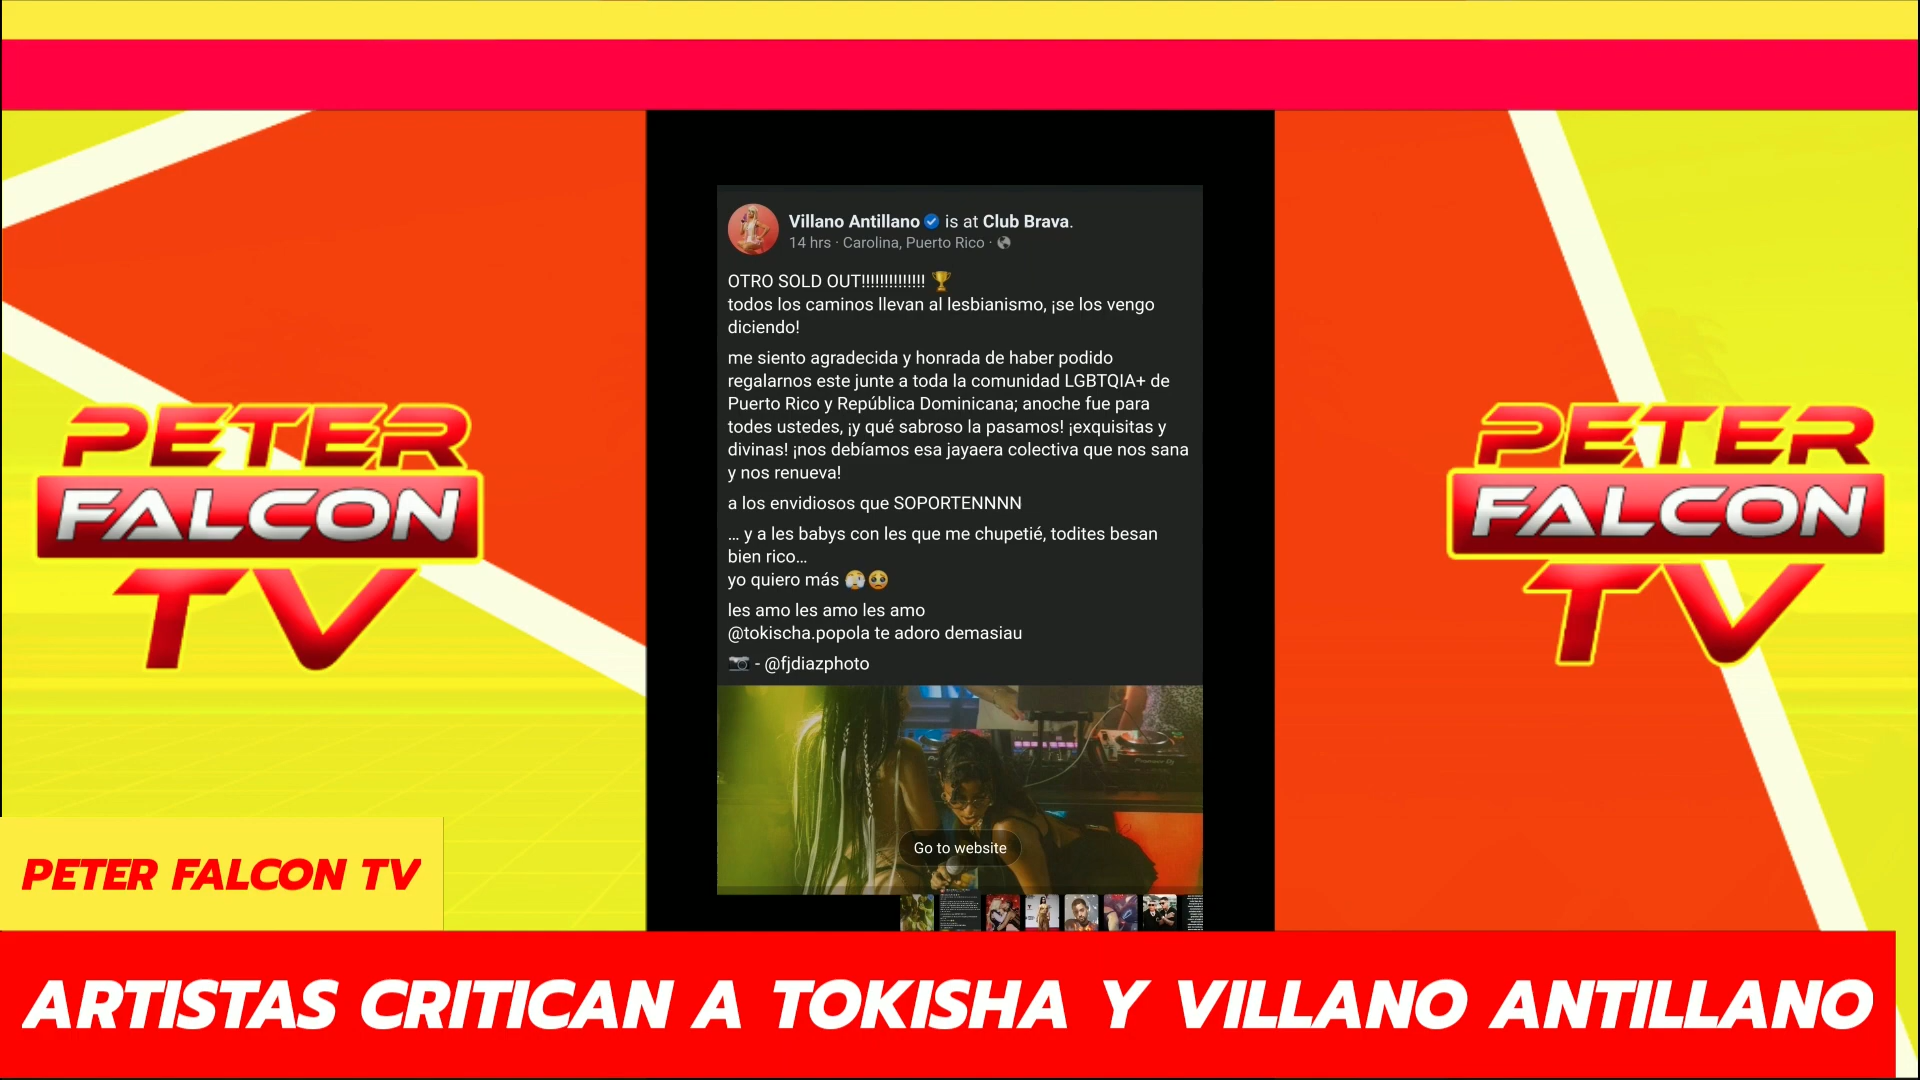 Villano Antillano is at Club Brava.
14 hrs · Carolina, Puerto Rico ·
OTRO SOLD OUT!!!!!!!!!!!!!! 🏆
todos los caminos llevan al lesbianismo, ¡se los vengo
diciendo!
me siento agradecida y honrada de haber podido
regalarnos este junte a toda la comunidad LGBTQIA+ de
Puerto Rico y República Dominicana; anoche fue para
todes ustedes, ¡y qué sabroso la pasamos! ¡exquisitas y
divinas! ¡nos debíamos esa jayaera colectiva que nos sana
y nos renueva!
a los envidiosos que SOPORTENNNN
... y a les babys con les que me chupetié, todites besan
bien rico...
yo quiero más 🫣🥹
les amo les amo les amo
@tokischa.popola te adoro demasiau
📷 - @fjdiazphoto
Go to website
PETER
FALCON
TV
PETER
FALCON
TV
PETER FALCON TV
ARTISTAS CRITICAN A TOKISHA Y VILLANO ANTILLANO